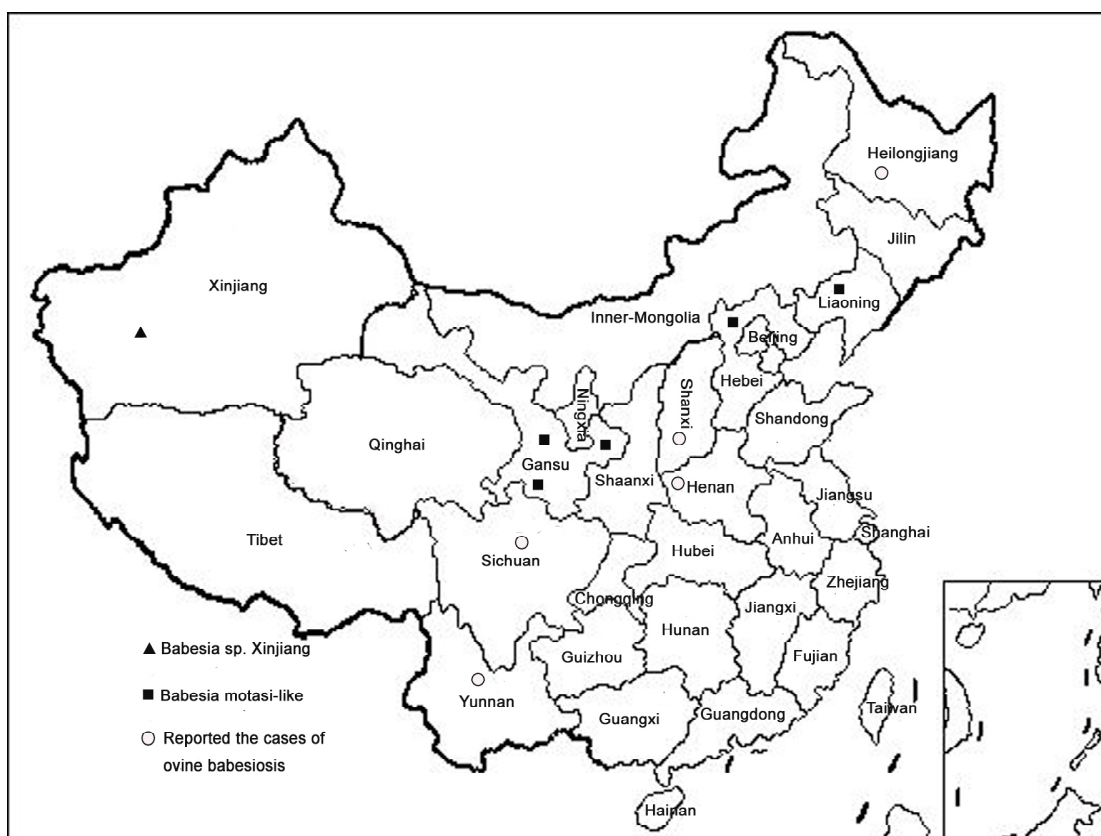 Heilongjiang
Jilin
Xinjiang
Liaoning
Inner-Mongolia
Beijing
Hebei
Shanxi
Ningxia
Shandong
Qinghai
Gansu
Shaanxi
Henan
Jiangsu
Shanghai
Tibet
Anhui
Hubei
Sichuan
Zhejiang
Chongqing
Jiangxi
Hunan
Guizhou
Fujian
Yunnan
Guangxi
Guangdong
Taiwan
Hainan
Babesia sp. Xinjiang
Babesia motasi-like
Reported the cases of
ovine babesiosis